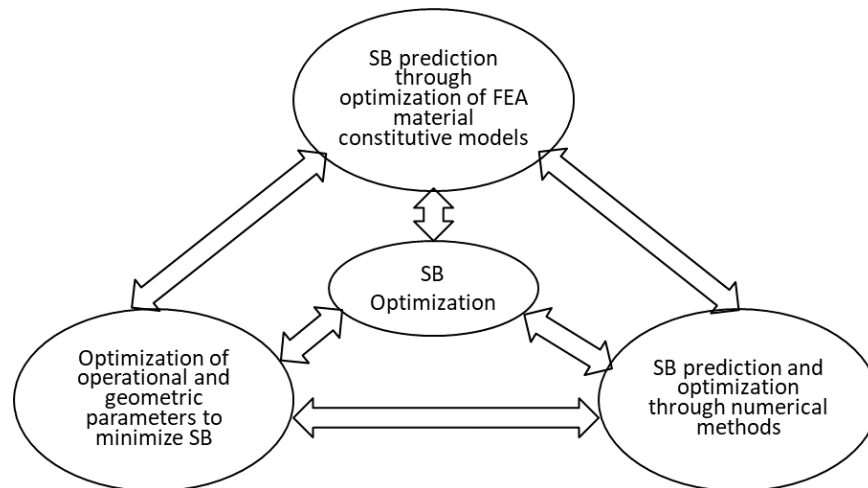 SB prediction
through
optimization of FEA
material
constitutive models
SB
Optimization
Optimization of
operational and
geometric
parameters to
minimize SB
SB prediction and
optimization
through numerical
methods